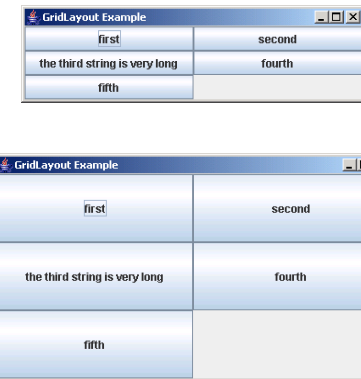 GridLayout Example
first second
the third string is very long fourth
fifth
GridLayout Example
first second
the third string is very long fourth
fifth